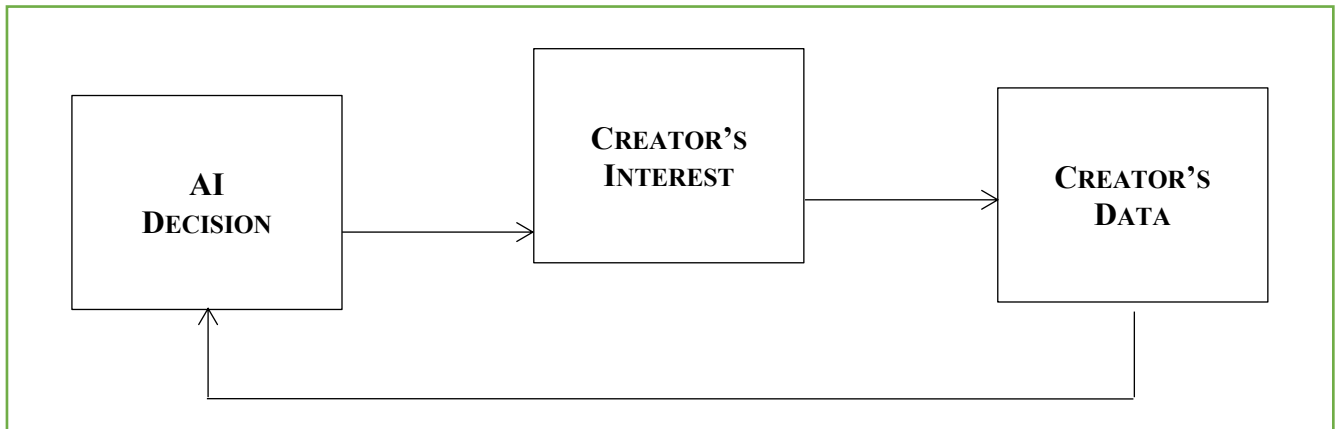 AI
DECISION
CREATOR’S
INTEREST
CREATOR’S
DATA